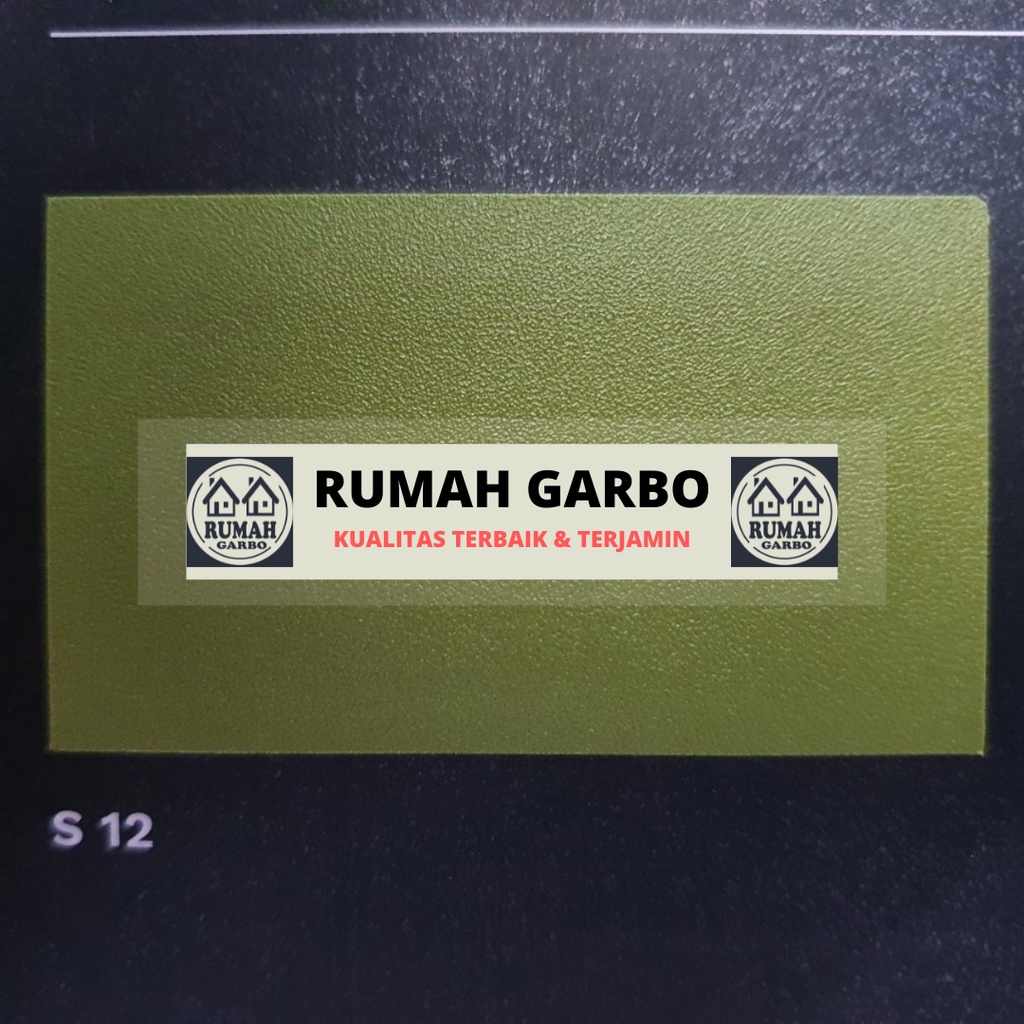 RUMAH GARBO
KUALITAS TERBAIK & TERJAMIN
RUMAH
GARBO
RUMAH
GARBO
S 12